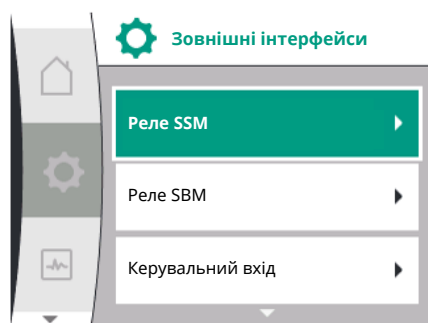 Зовнішні інтерфейси
Реле SSM
Реле SBM
Керувальний вхід